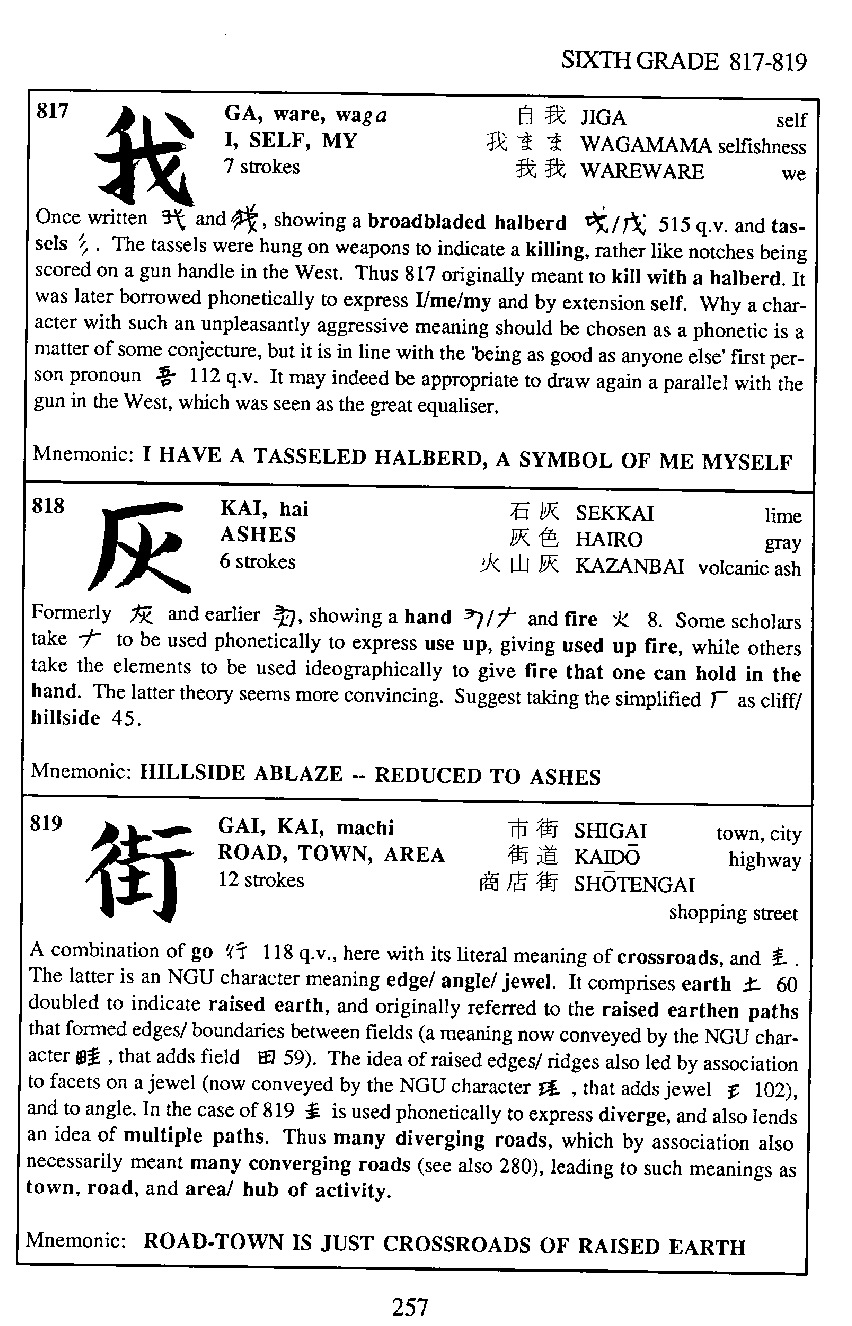 SIXTH GRADE 817-819
817
我
GA, ware, waga
I, SELF, MY
7 strokes
自我 JIGA self
我まま WAGAMAMA selfishness
我我 WAREWARE we
Once written and , showing a broadbladed halberd / 515 q.v. and tas-
sels . The tassels were hung on weapons to indicate a killing, rather like notches being
scored on a gun handle in the West. Thus 817 originally meant to kill with a halberd. It
was later borrowed phonetically to express I/me/my and by extension self. Why a char-
acter with such an unpleasantly aggressive meaning should be chosen as a phonetic is a
matter of some conjecture, but it is in line with the 'being as good as anyone else' first per-
son pronoun 吾 112 q.v. It may indeed be appropriate to draw again a parallel with the
gun in the West, which was seen as the great equaliser.
Mnemonic: I HAVE A TASSELED HALBERD, A SYMBOL OF ME MYSELF
818
灰
KAI, hai
ASHES
6 strokes
石灰 SEKKAI lime
灰色 HAIRO gray
火山灰 KAZANBAI volcanic ash
Formerly and earlier , showing a hand / and fire 火 8. Some scholars
take to be used phonetically to express use up, giving used up fire, while others
take the elements to be used ideographically to give fire that one can hold in the
hand. The latter theory seems more convincing. Suggest taking the simplified 厂 as cliff/
hillside 45.
Mnemonic: HILLSIDE ABLAZE -- REDUCED TO ASHES
819
街
GAI, KAI, machi
ROAD, TOWN, AREA
12 strokes
市街 SHIGAI town, city
街道 KAIDŌ highway
商店街 SHŌTENGAI
shopping street
A combination of go 行 118 q.v., here with its literal meaning of crossroads, and 圭 .
The latter is an NGU character meaning edge/ angle/ jewel. It comprises earth 土 60
doubled to indicate raised earth, and originally referred to the raised earthen paths
that formed edges/ boundaries between fields (a meaning now conveyed by the NGU char-
acter 畦 , that adds field 田 59). The idea of raised edges/ ridges also led by association
to facets on a jewel (now conveyed by the NGU character 珪 , that adds jewel 王 102),
and to angle. In the case of 819 圭 is used phonetically to express diverge, and also lends
an idea of multiple paths. Thus many diverging roads, which by association also
necessarily meant many converging roads (see also 280), leading to such meanings as
town, road, and area/ hub of activity.
Mnemonic: ROAD-TOWN IS JUST CROSSROADS OF RAISED EARTH
257